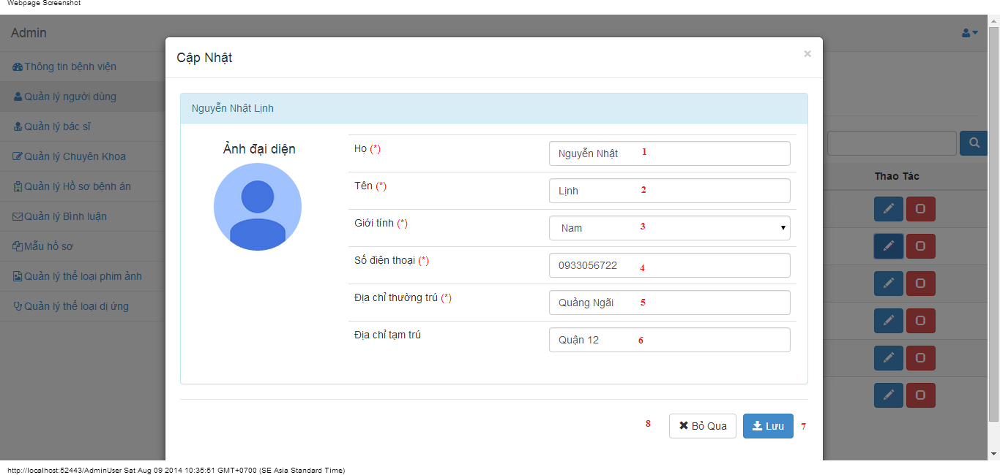 Webpage Screenshot
Admin
Cập Nhật
×
Thông tin bệnh viện
Quản lý người dùng
Quản lý bác sĩ
Quản lý Chuyên Khoa
Quản lý Hồ sơ bệnh án
Quản lý Bình luận
Mẫu hồ sơ
Quản lý thể loại phim ảnh
Quản lý thể loại dị ứng
Nguyễn Nhật Lịnh
Ảnh đại diện
Họ (*) Nguyễn Nhật 1
Tên (*) Lịnh 2
Giới tính (*) Nam 3
Số điện thoại (*) 0933056722 4
Địa chỉ thường trú (*) Quảng Ngãi 5
Địa chỉ tạm trú Quận 12 6
Thao Tác
8 Bỏ Qua Lưu 7
http://localhost:52443/AdminUser Sat Aug 09 2014 10:35:51 GMT+0700 (SE Asia Standard Time)